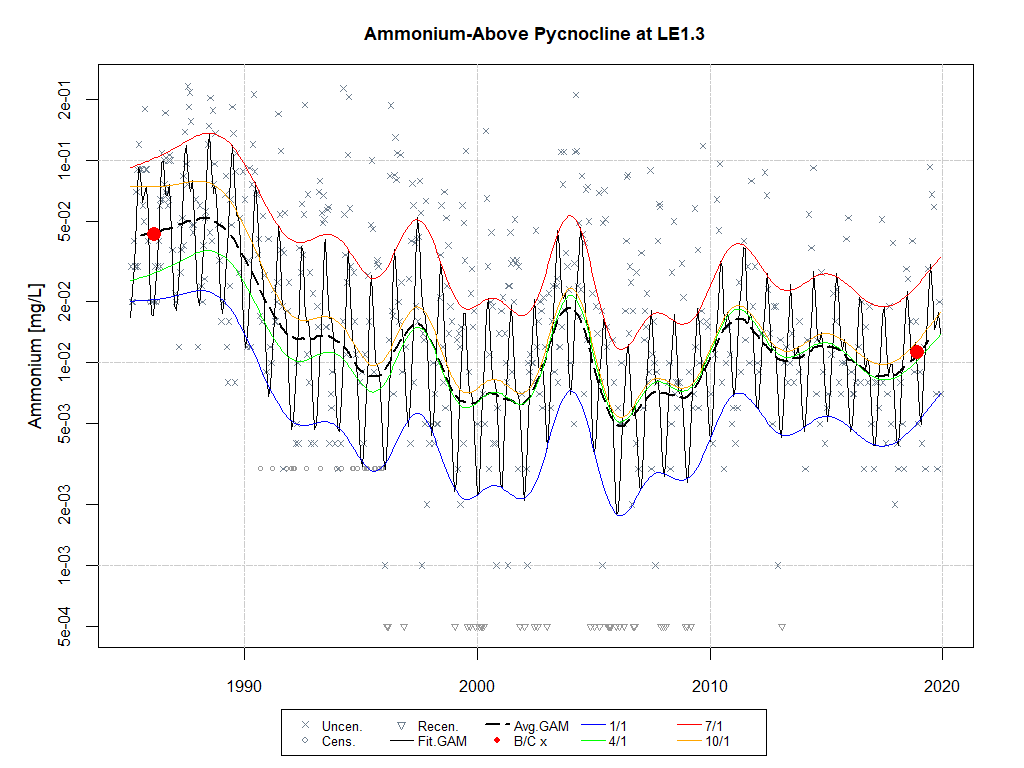 Ammonium-Above Pycnocline at LE1.3
Ammonium [mg/L]
2e-01
1e-01
5e-02
2e-02
1e-02
5e-03
2e-03
1e-03
5e-04
1990 2000 2010 2020
Uncen. Recen. Avg.GAM 1/1 7/1
Cens. Fit.GAM B/C x 4/1 10/1